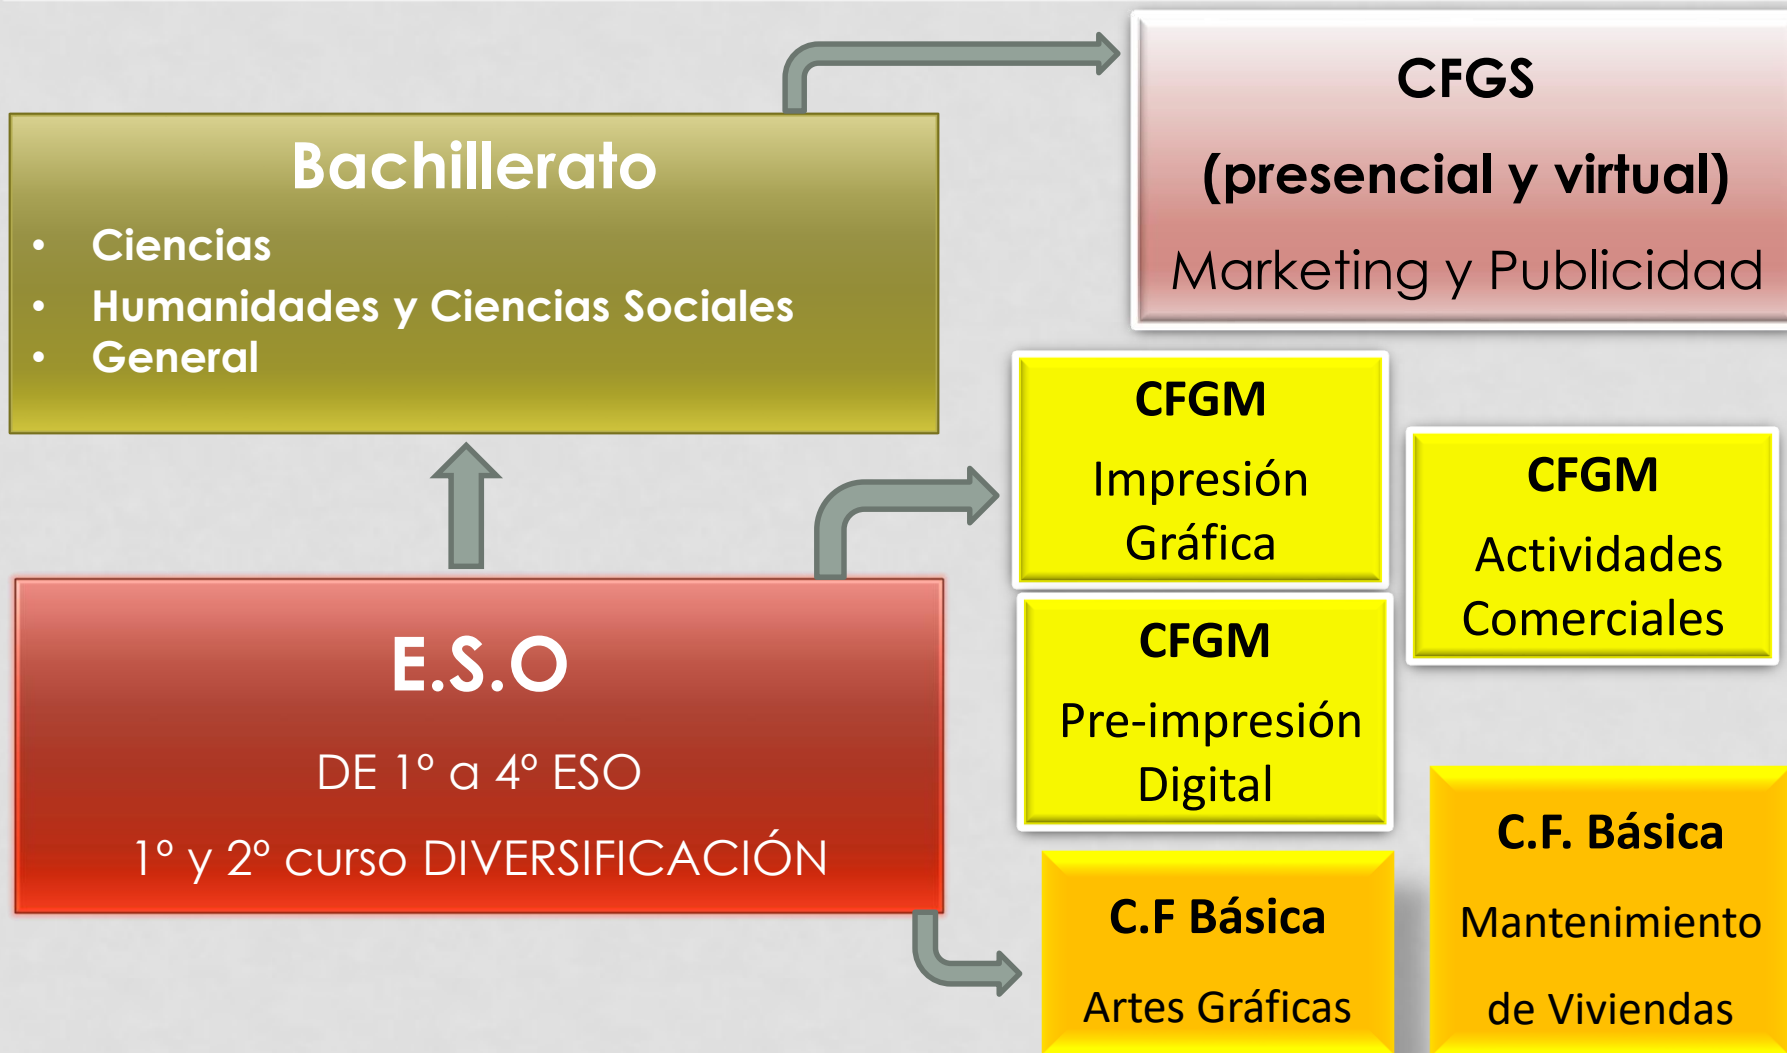 Bachillerato
• Ciencias
• Humanidades y Ciencias Sociales
• General
CFGS
(presencial y virtual)
Marketing y Publicidad
E.S.O
DE 1º a 4º ESO
1º y 2º curso DIVERSIFICACIÓN
CFGM
Impresión
Gráfica
CFGM
Actividades
Comerciales
CFGM
Pre-impresión
Digital
C.F Básica
Artes Gráficas
C.F. Básica
Mantenimiento
de Viviendas